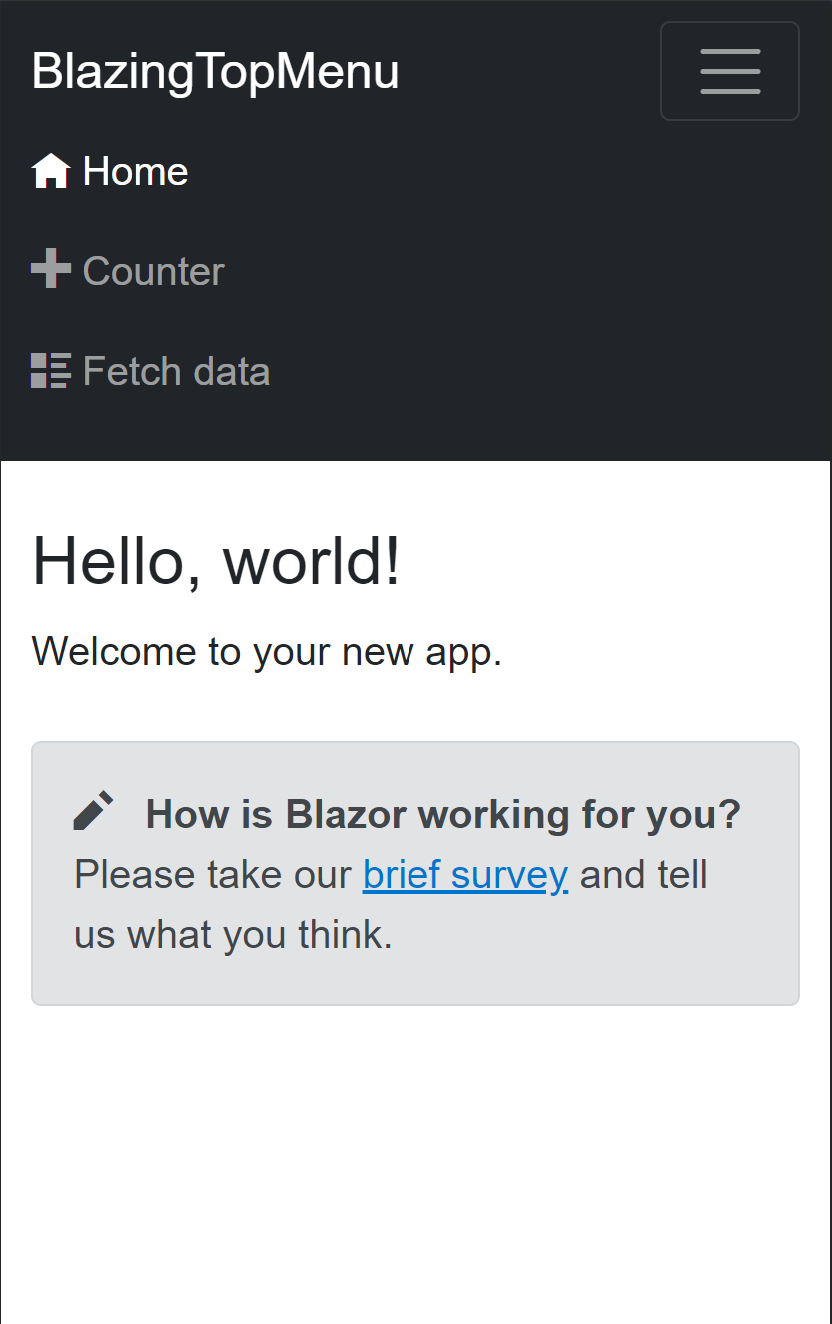 BlazingTopMenu
Home
Counter
Fetch data
Hello, world!
Welcome to your new app.
How is Blazor working for you?
Please take our brief survey and tell
us what you think.